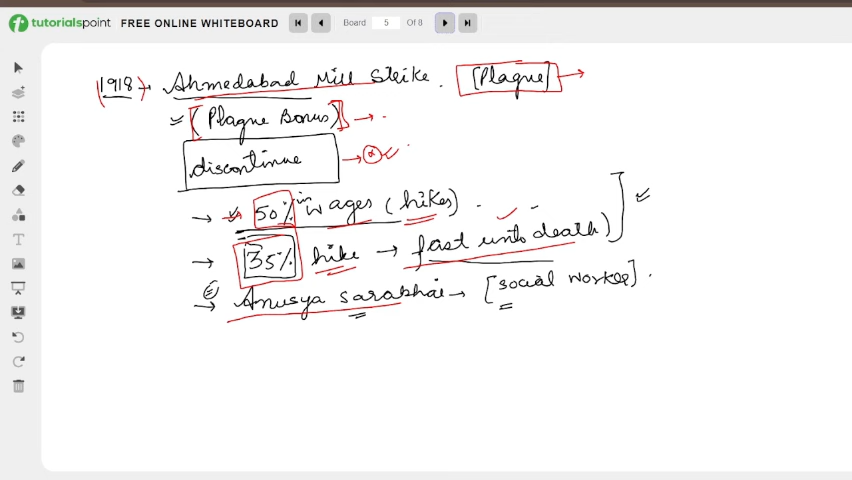 tutorialspoint FREE ONLINE WHITEBOARD Board 5 Of 8
1918 → Ahmedabad Mill Strike. [Plague] →
(Plague Bonus) →
discontinue →
→ 50% in wages (hikes)
→ 35% hike → fast unto death)
→ Anusya sarabhai → [social worker].